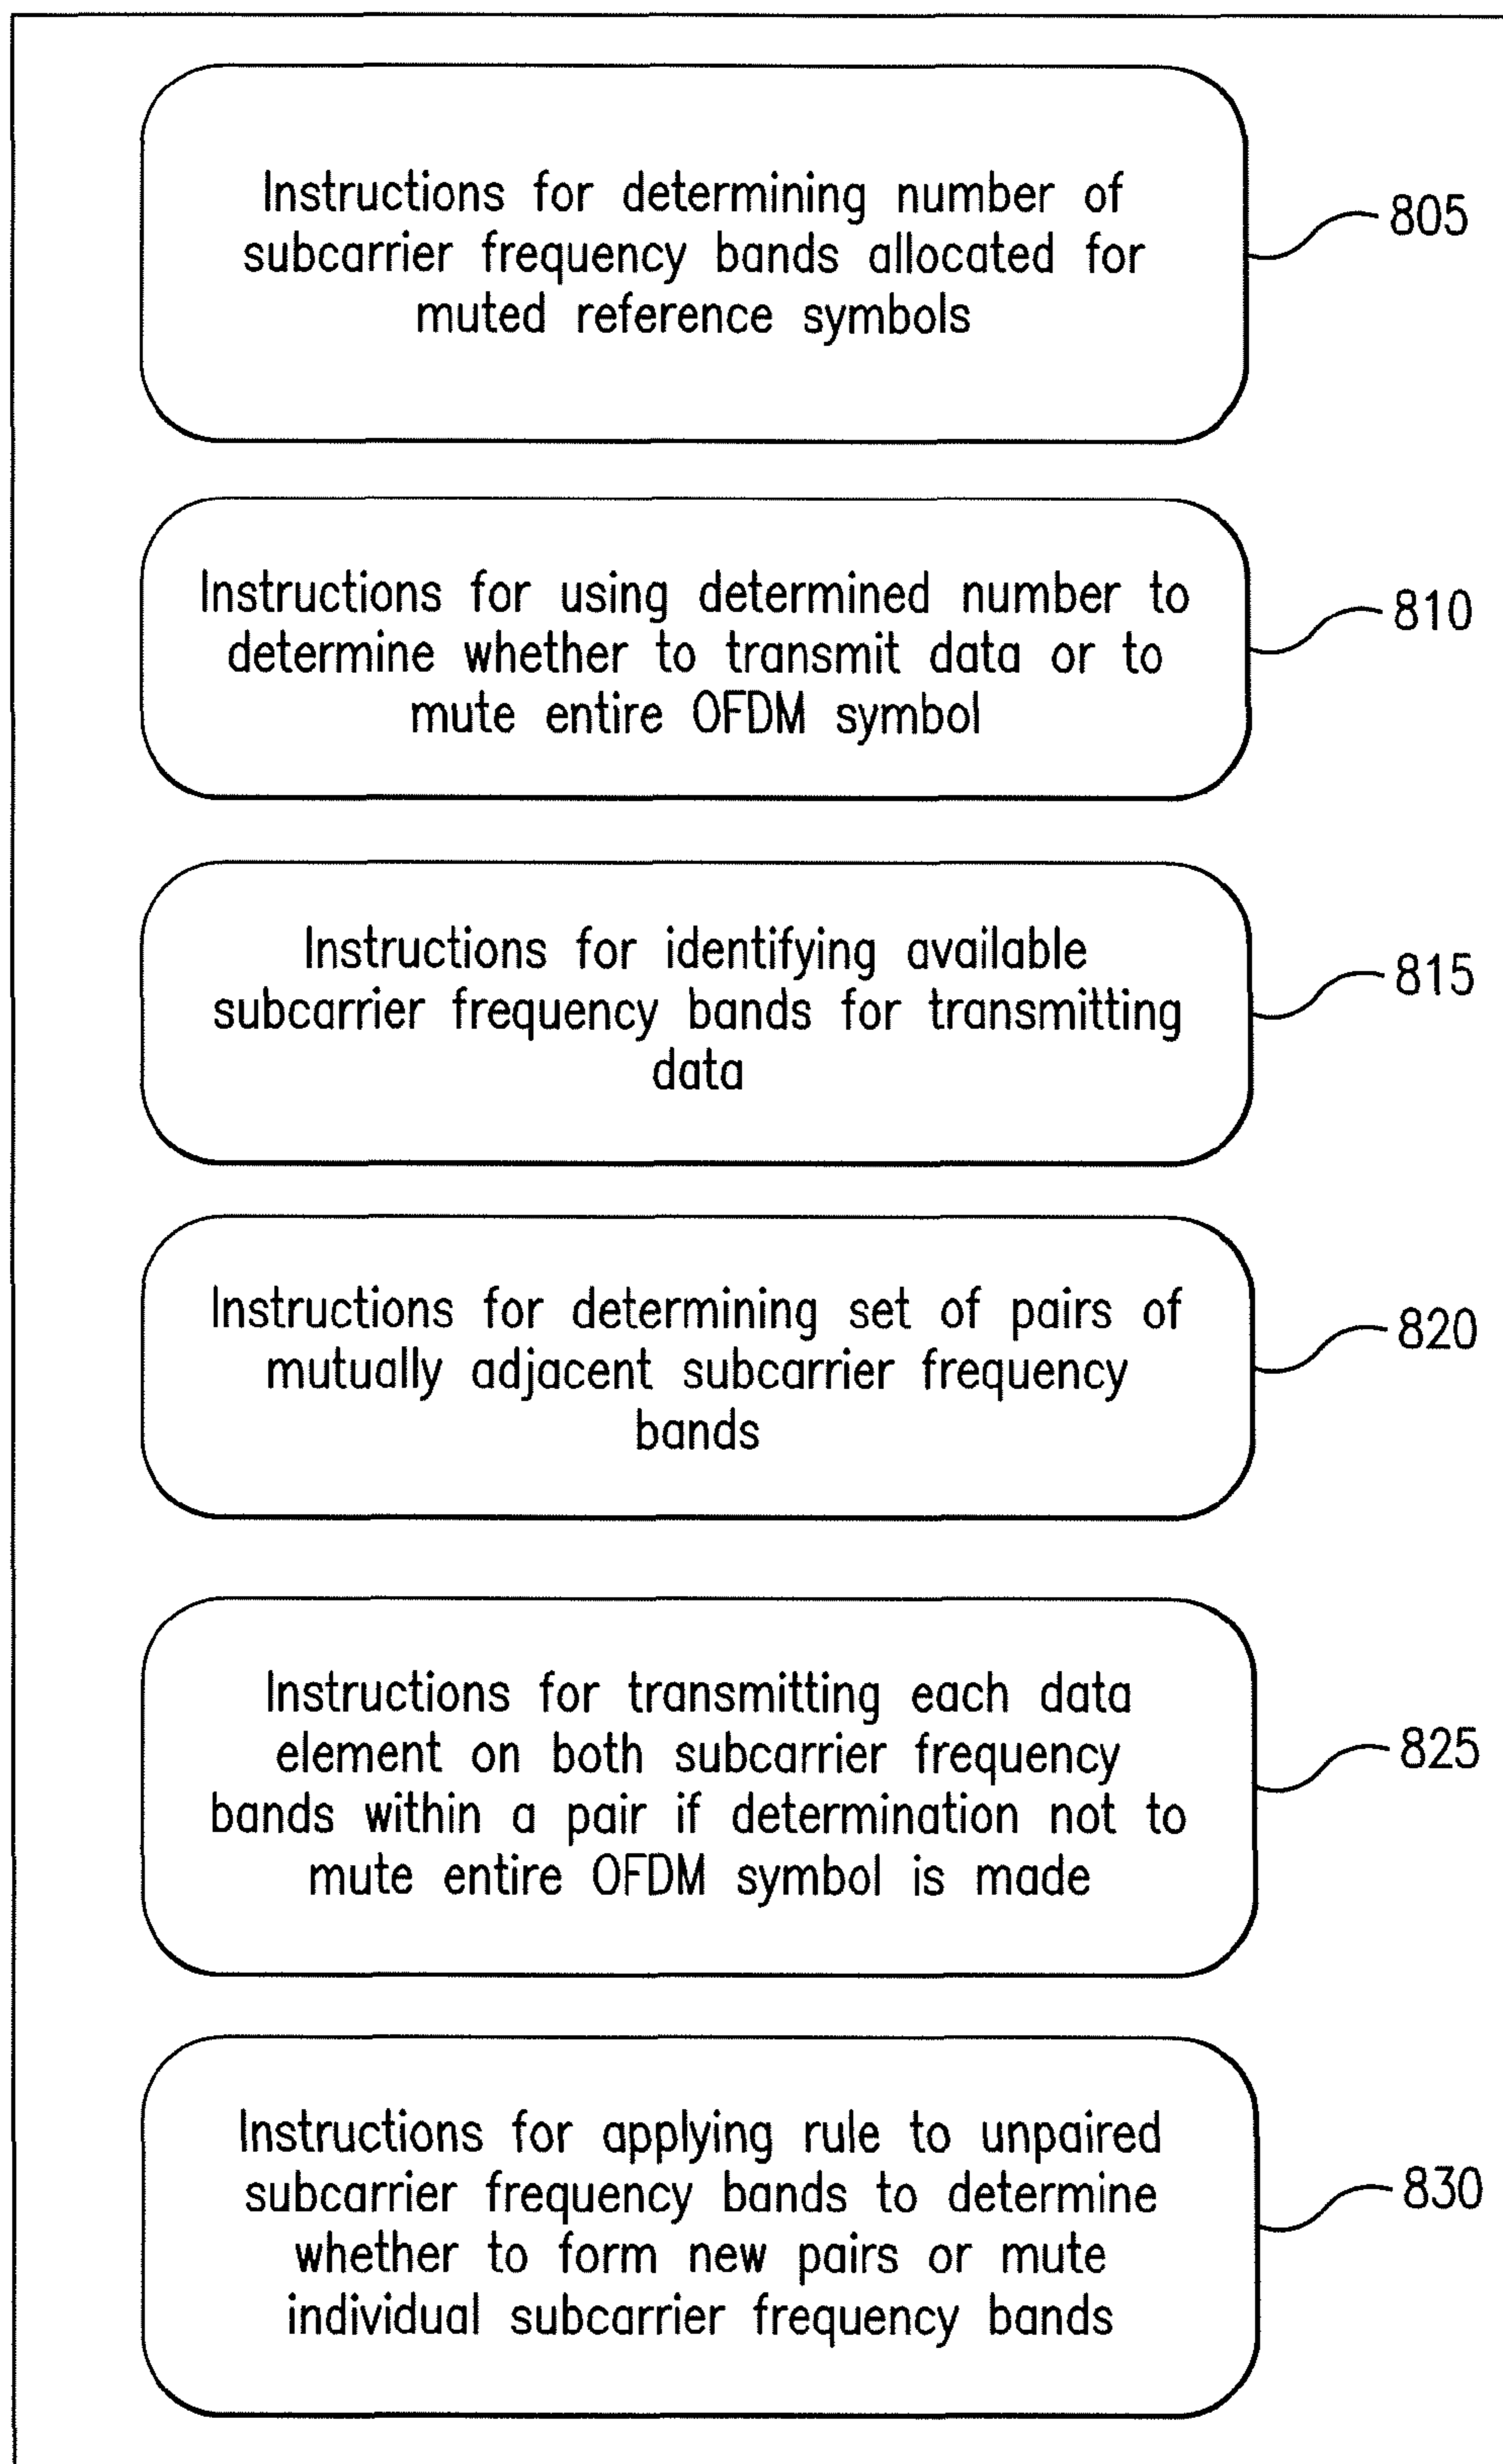 Instructions for determining number of
subcarrier frequency bands allocated for
muted reference symbols
805
Instructions for using determined number to
determine whether to transmit data or to
mute entire OFDM symbol
810
Instructions for identifying available
subcarrier frequency bands for transmitting
data
815
Instructions for determining set of pairs of
mutually adjacent subcarrier frequency
bands
820
Instructions for transmitting each data
element on both subcarrier frequency
bands within a pair if determination not to
mute entire OFDM symbol is made
825
Instructions for applying rule to unpaired
subcarrier frequency bands to determine
whether to form new pairs or mute
individual subcarrier frequency bands
830